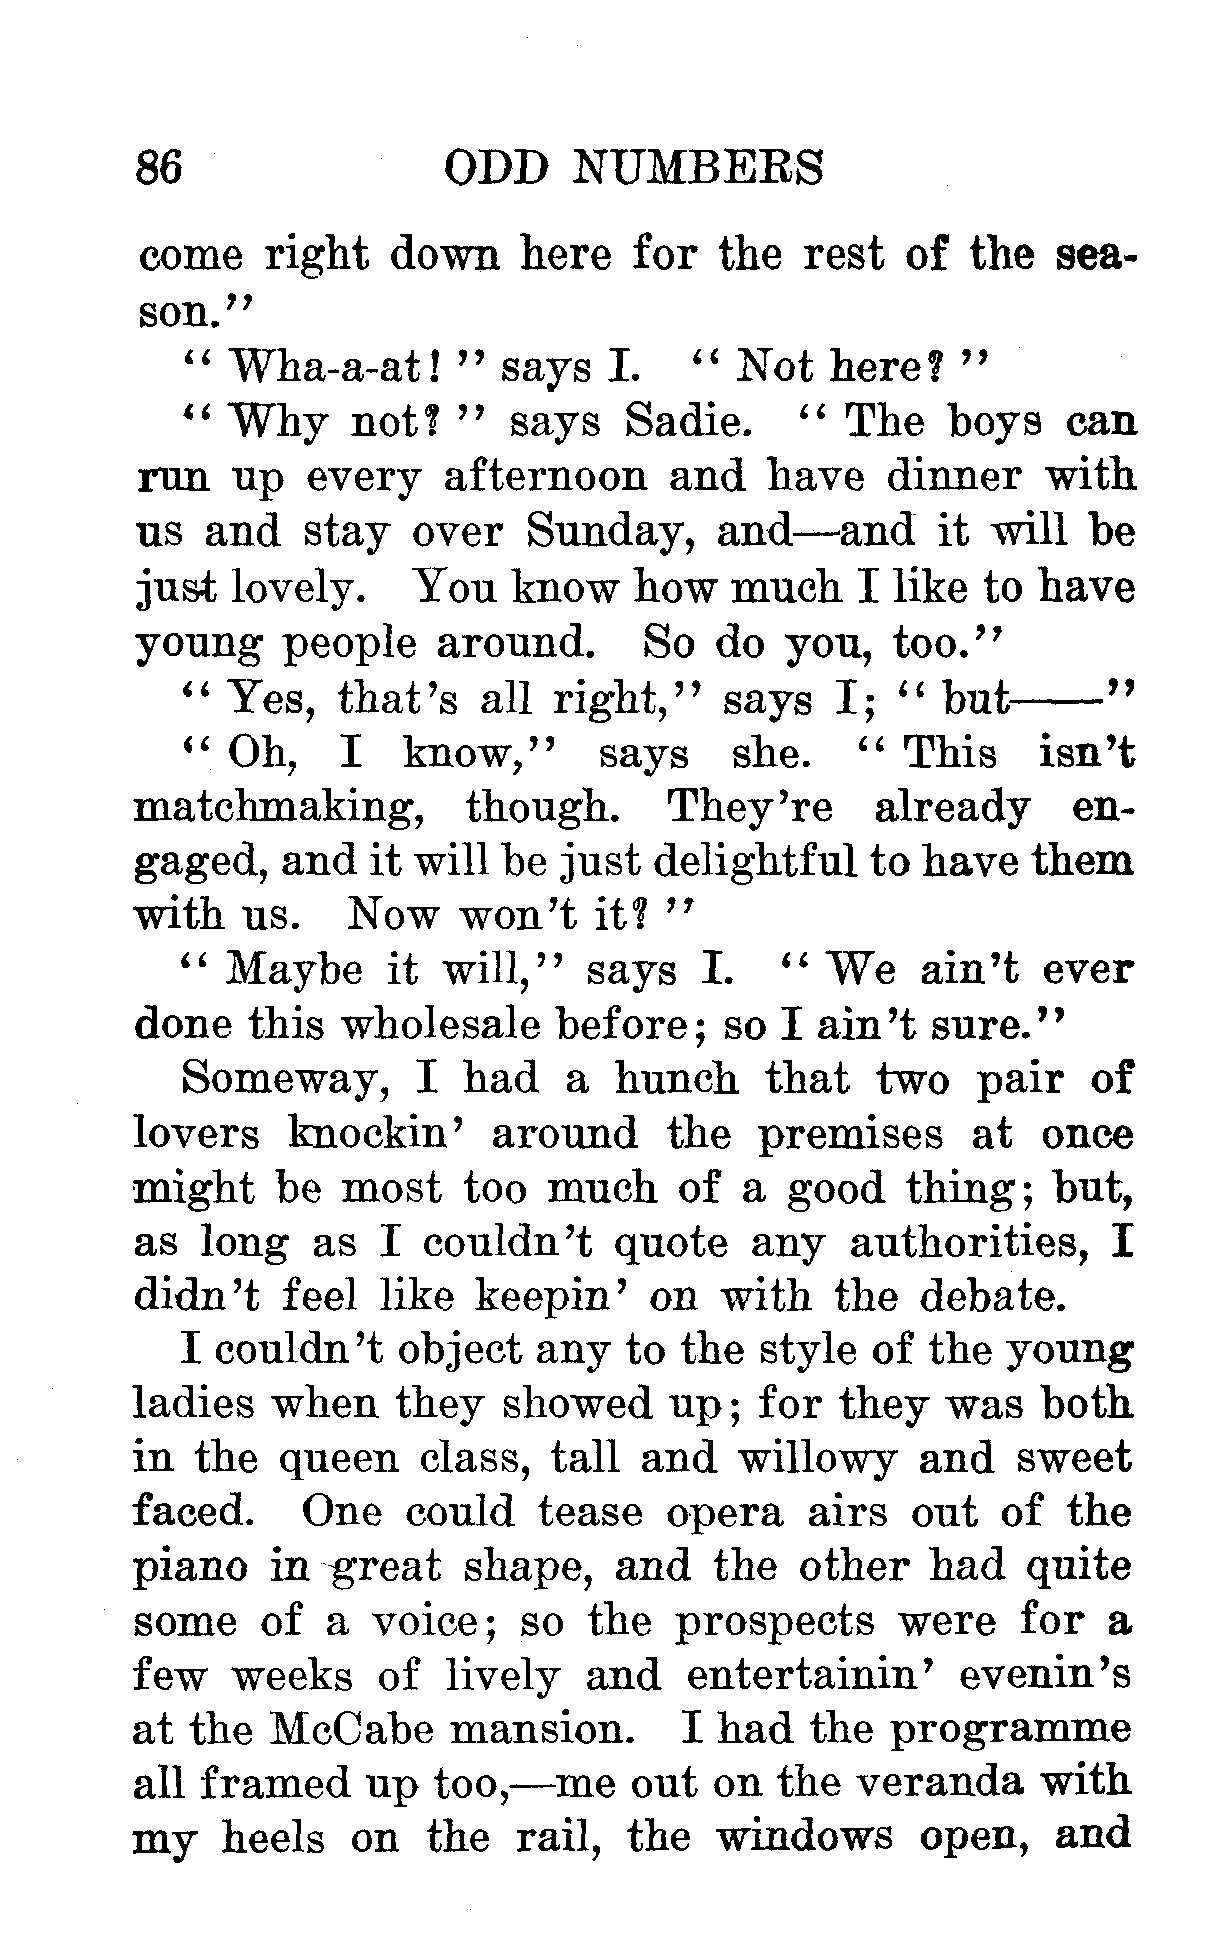 86 ODD NUMBERS
come right down here for the rest of the sea-
son."
"Wha-a-at!" says I. "Not here?"
"Why not?" says Sadie. "The boys can
run up every afternoon and have dinner with
us and stay over Sunday, and—and it will be
just lovely. You know how much I like to have
young people around. So do you, too."
"Yes, that's all right," says I; "but——"
"Oh, I know," says she. "This isn't
matchmaking, though. They're already en-
gaged, and it will be just delightful to have them
with us. Now won't it?"
"Maybe it will," says I. "We ain't ever
done this wholesale before; so I ain't sure."
Someway, I had a hunch that two pair of
lovers knockin' around the premises at once
might be most too much of a good thing; but,
as long as I couldn't quote any authorities, I
didn't feel like keepin' on with the debate.
I couldn't object any to the style of the young
ladies when they showed up; for they was both
in the queen class, tall and willowy and sweet
faced. One could tease opera airs out of the
piano in great shape, and the other had quite
some of a voice; so the prospects were for a
few weeks of lively and entertainin' evenin's
at the McCabe mansion. I had the programme
all framed up too,—me out on the veranda with
my heels on the rail, the windows open, and